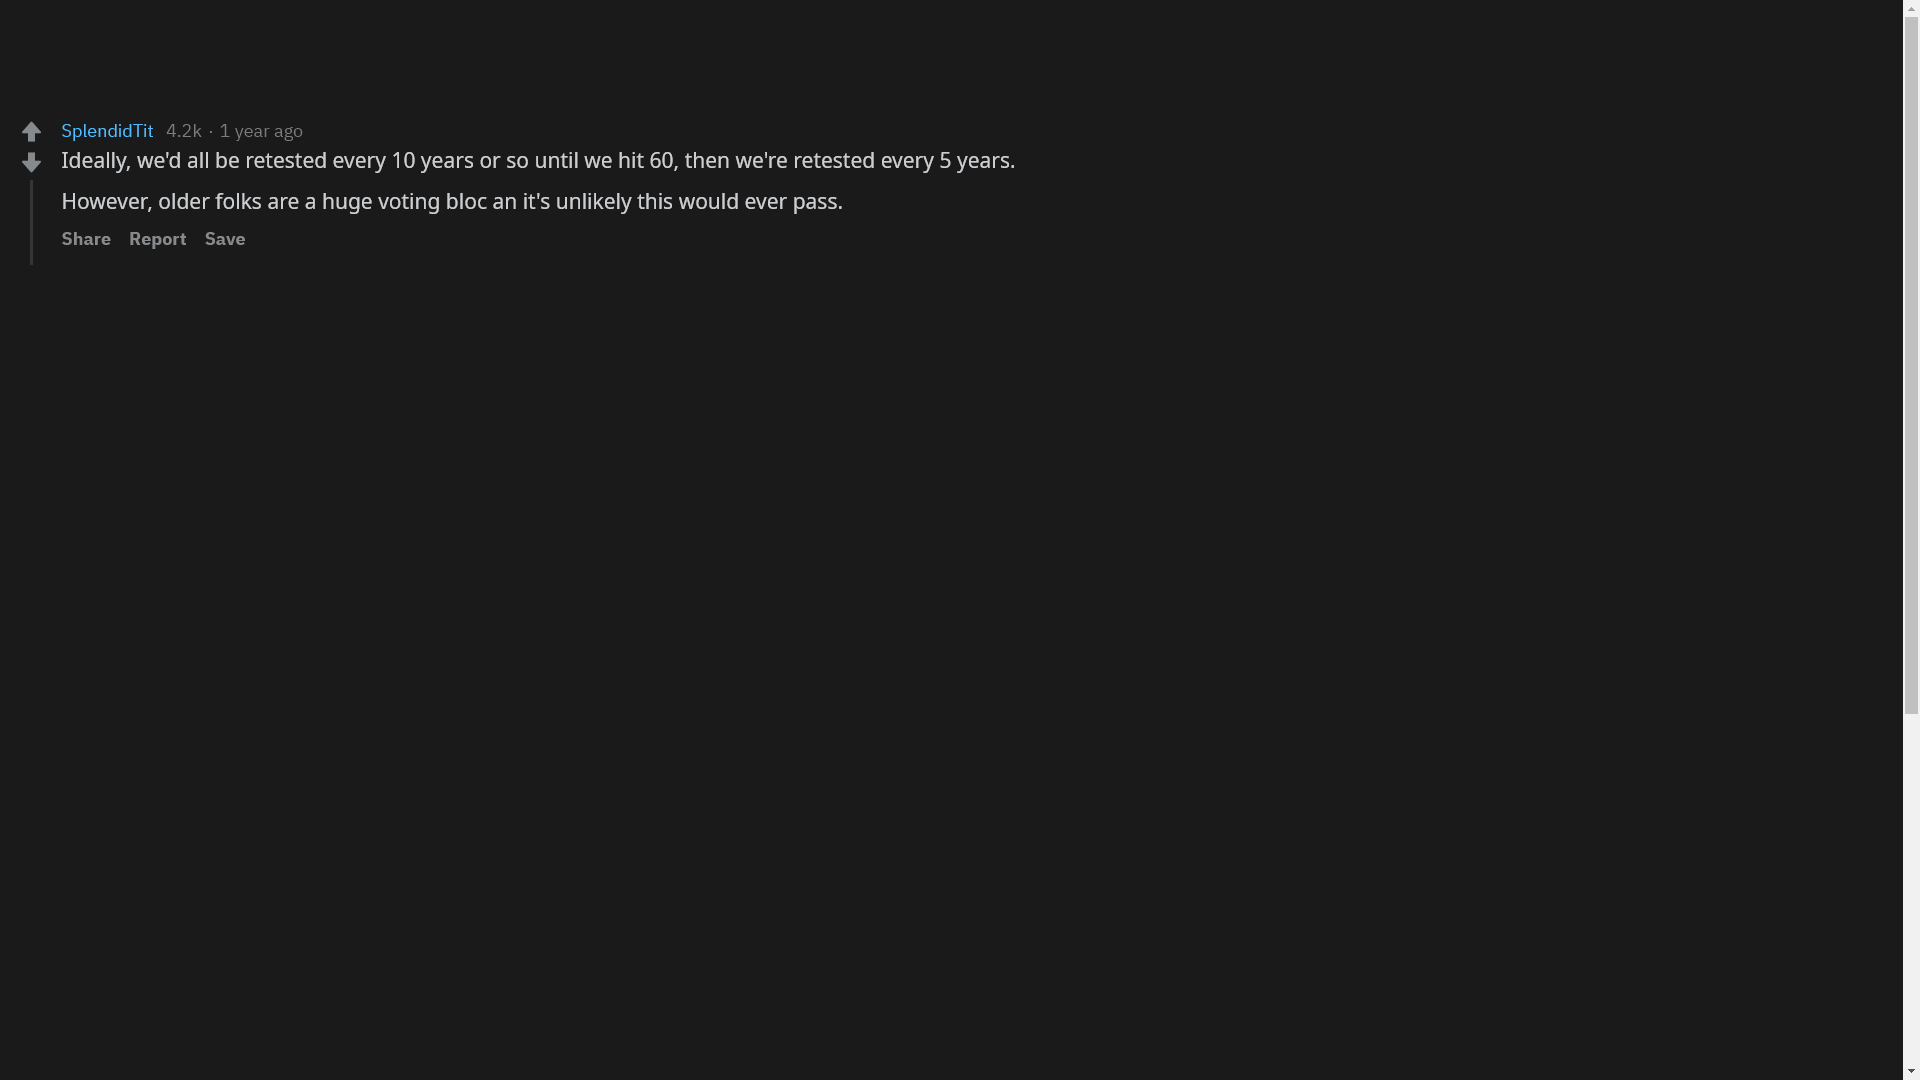 SplendidTit 4.2k · 1 year ago
Ideally, we'd all be retested every 10 years or so until we hit 60, then we're retested every 5 years.
However, older folks are a huge voting bloc an it's unlikely this would ever pass.
Share Report Save